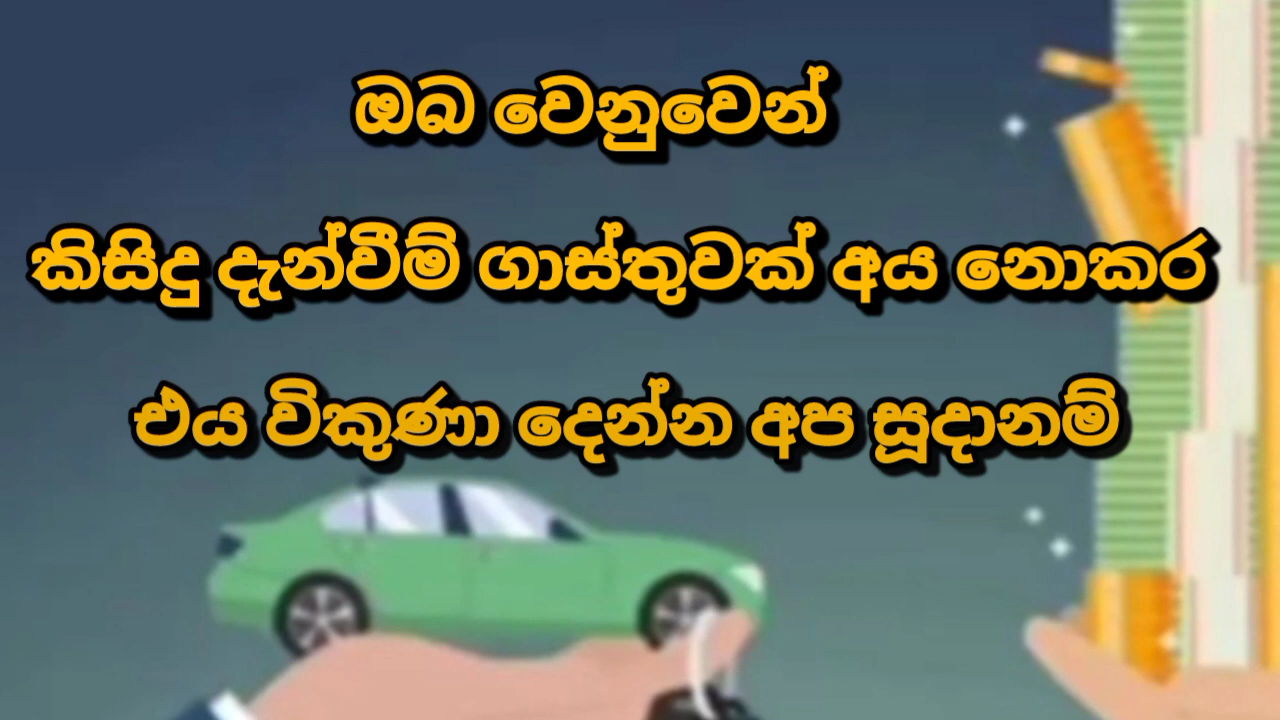 ඔබ වෙනුවෙන්
කිසිදු දැන්වීම් ගාස්තුවක් අය නොකර
එය විකුණා දෙන්න අප සූදානම්